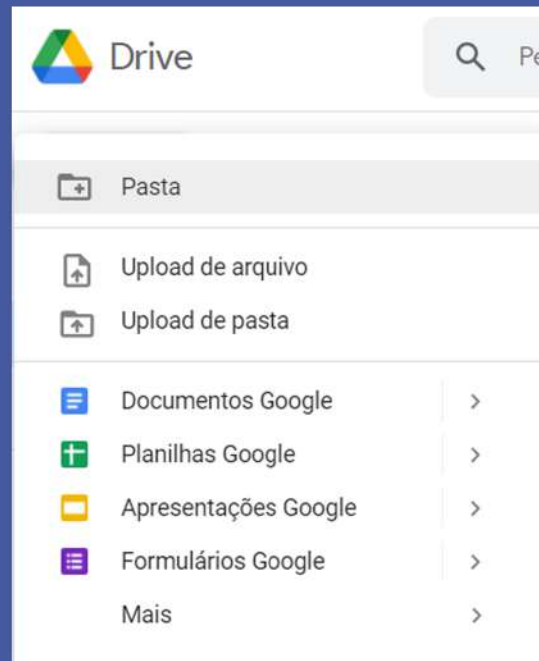 Drive
Pasta
Upload de arquivo
Upload de pasta
Documentos Google
Planilhas Google
Apresentações Google
Formulários Google
Mais